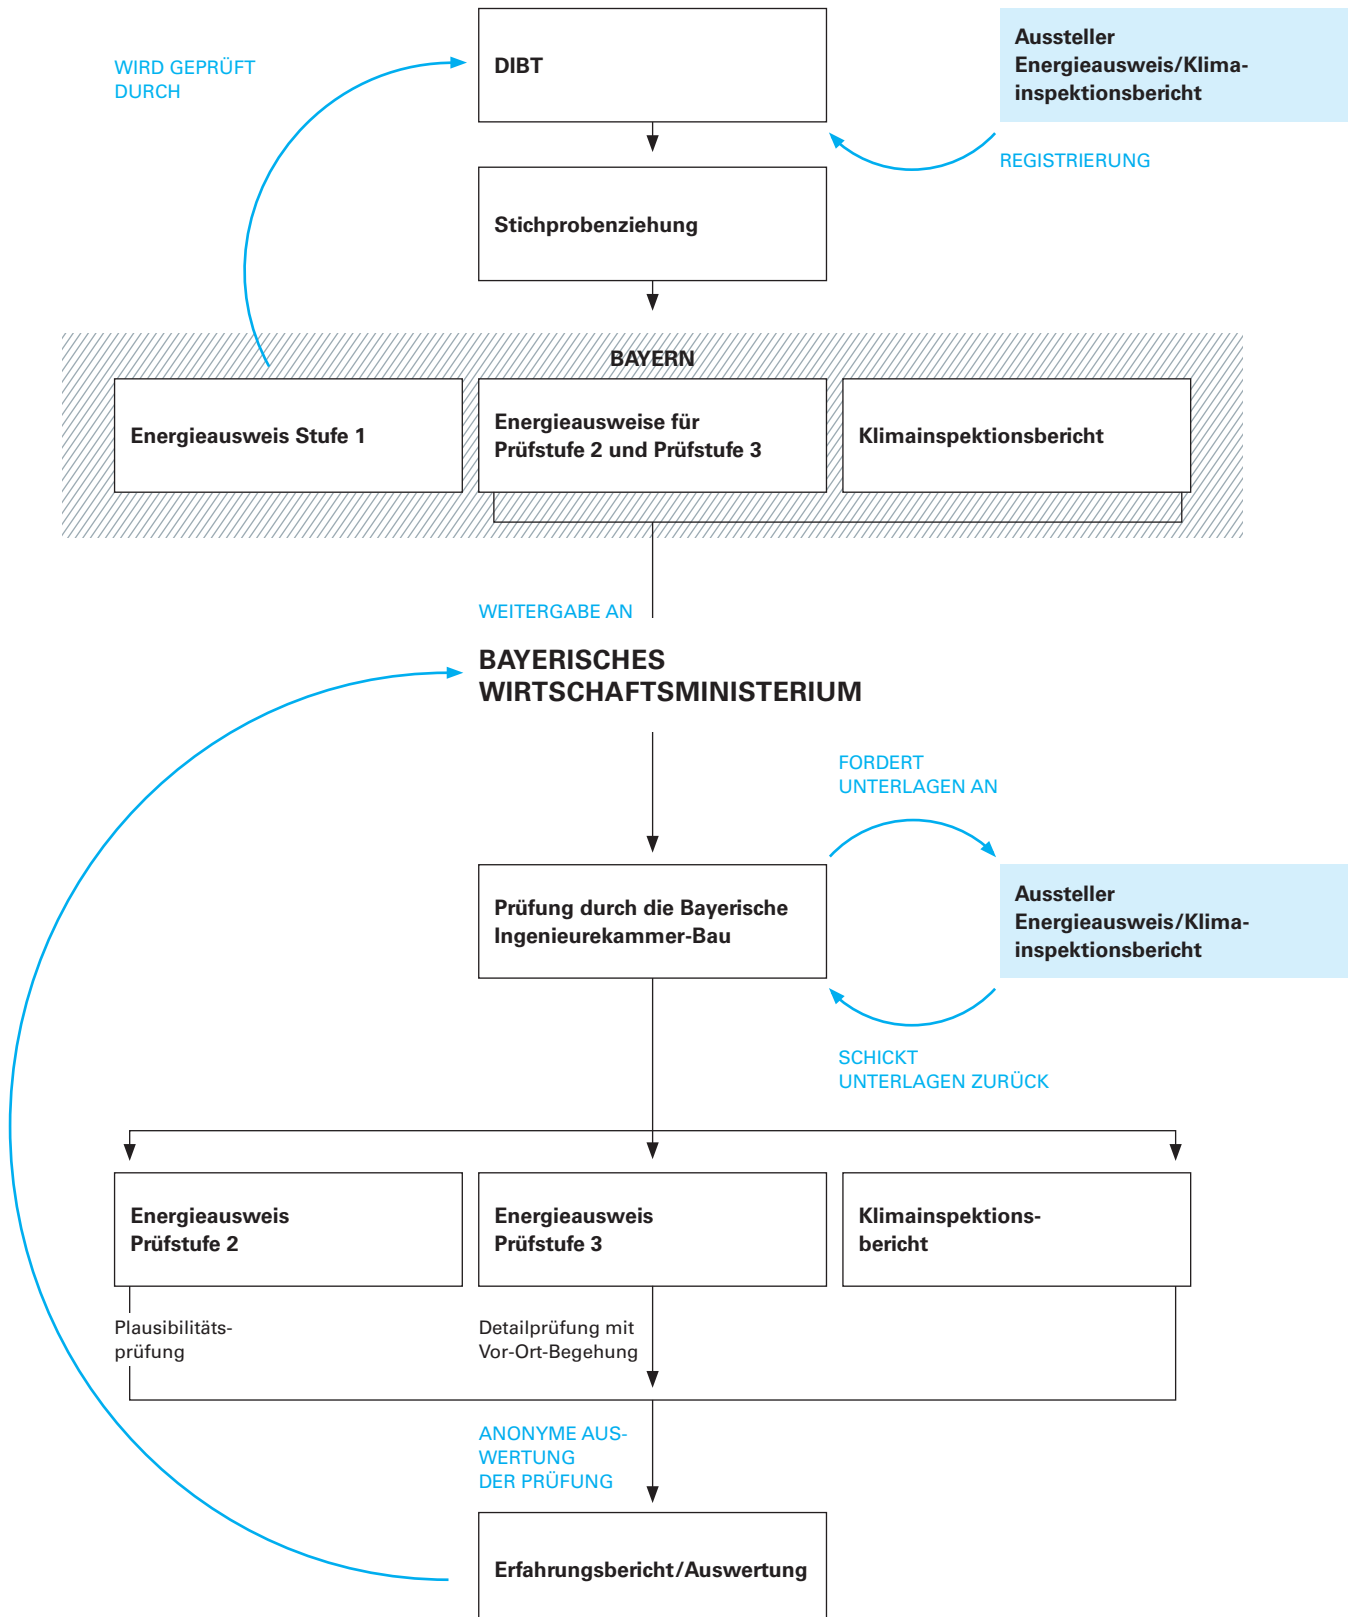 WIRD GEPRÜFT
DURCH
DIBT
Aussteller
Energieausweis/Klima-
inspektionsbericht
REGISTRIERUNG
Stichprobenziehung
BAYERN
Energieausweis Stufe 1
Energieausweise für
Prüfstufe 2 und Prüfstufe 3
Klimainspektionsbericht
WEITERGABE AN
BAYERISCHES
WIRTSCHAFTSMINISTERIUM
FORDERT
UNTERLAGEN AN
Prüfung durch die Bayerische
Ingenieurekammer-Bau
Aussteller
Energieausweis/Klima-
inspektionsbericht
SCHICKT
UNTERLAGEN ZURÜCK
Energieausweis
Prüfstufe 2
Energieausweis
Prüfstufe 3
Klimainspektions-
bericht
Plausibilitäts-
prüfung
Detailprüfung mit
Vor-Ort-Begehung
ANONYME AUS-
WERTUNG
DER PRÜFUNG
Erfahrungsbericht/Auswertung